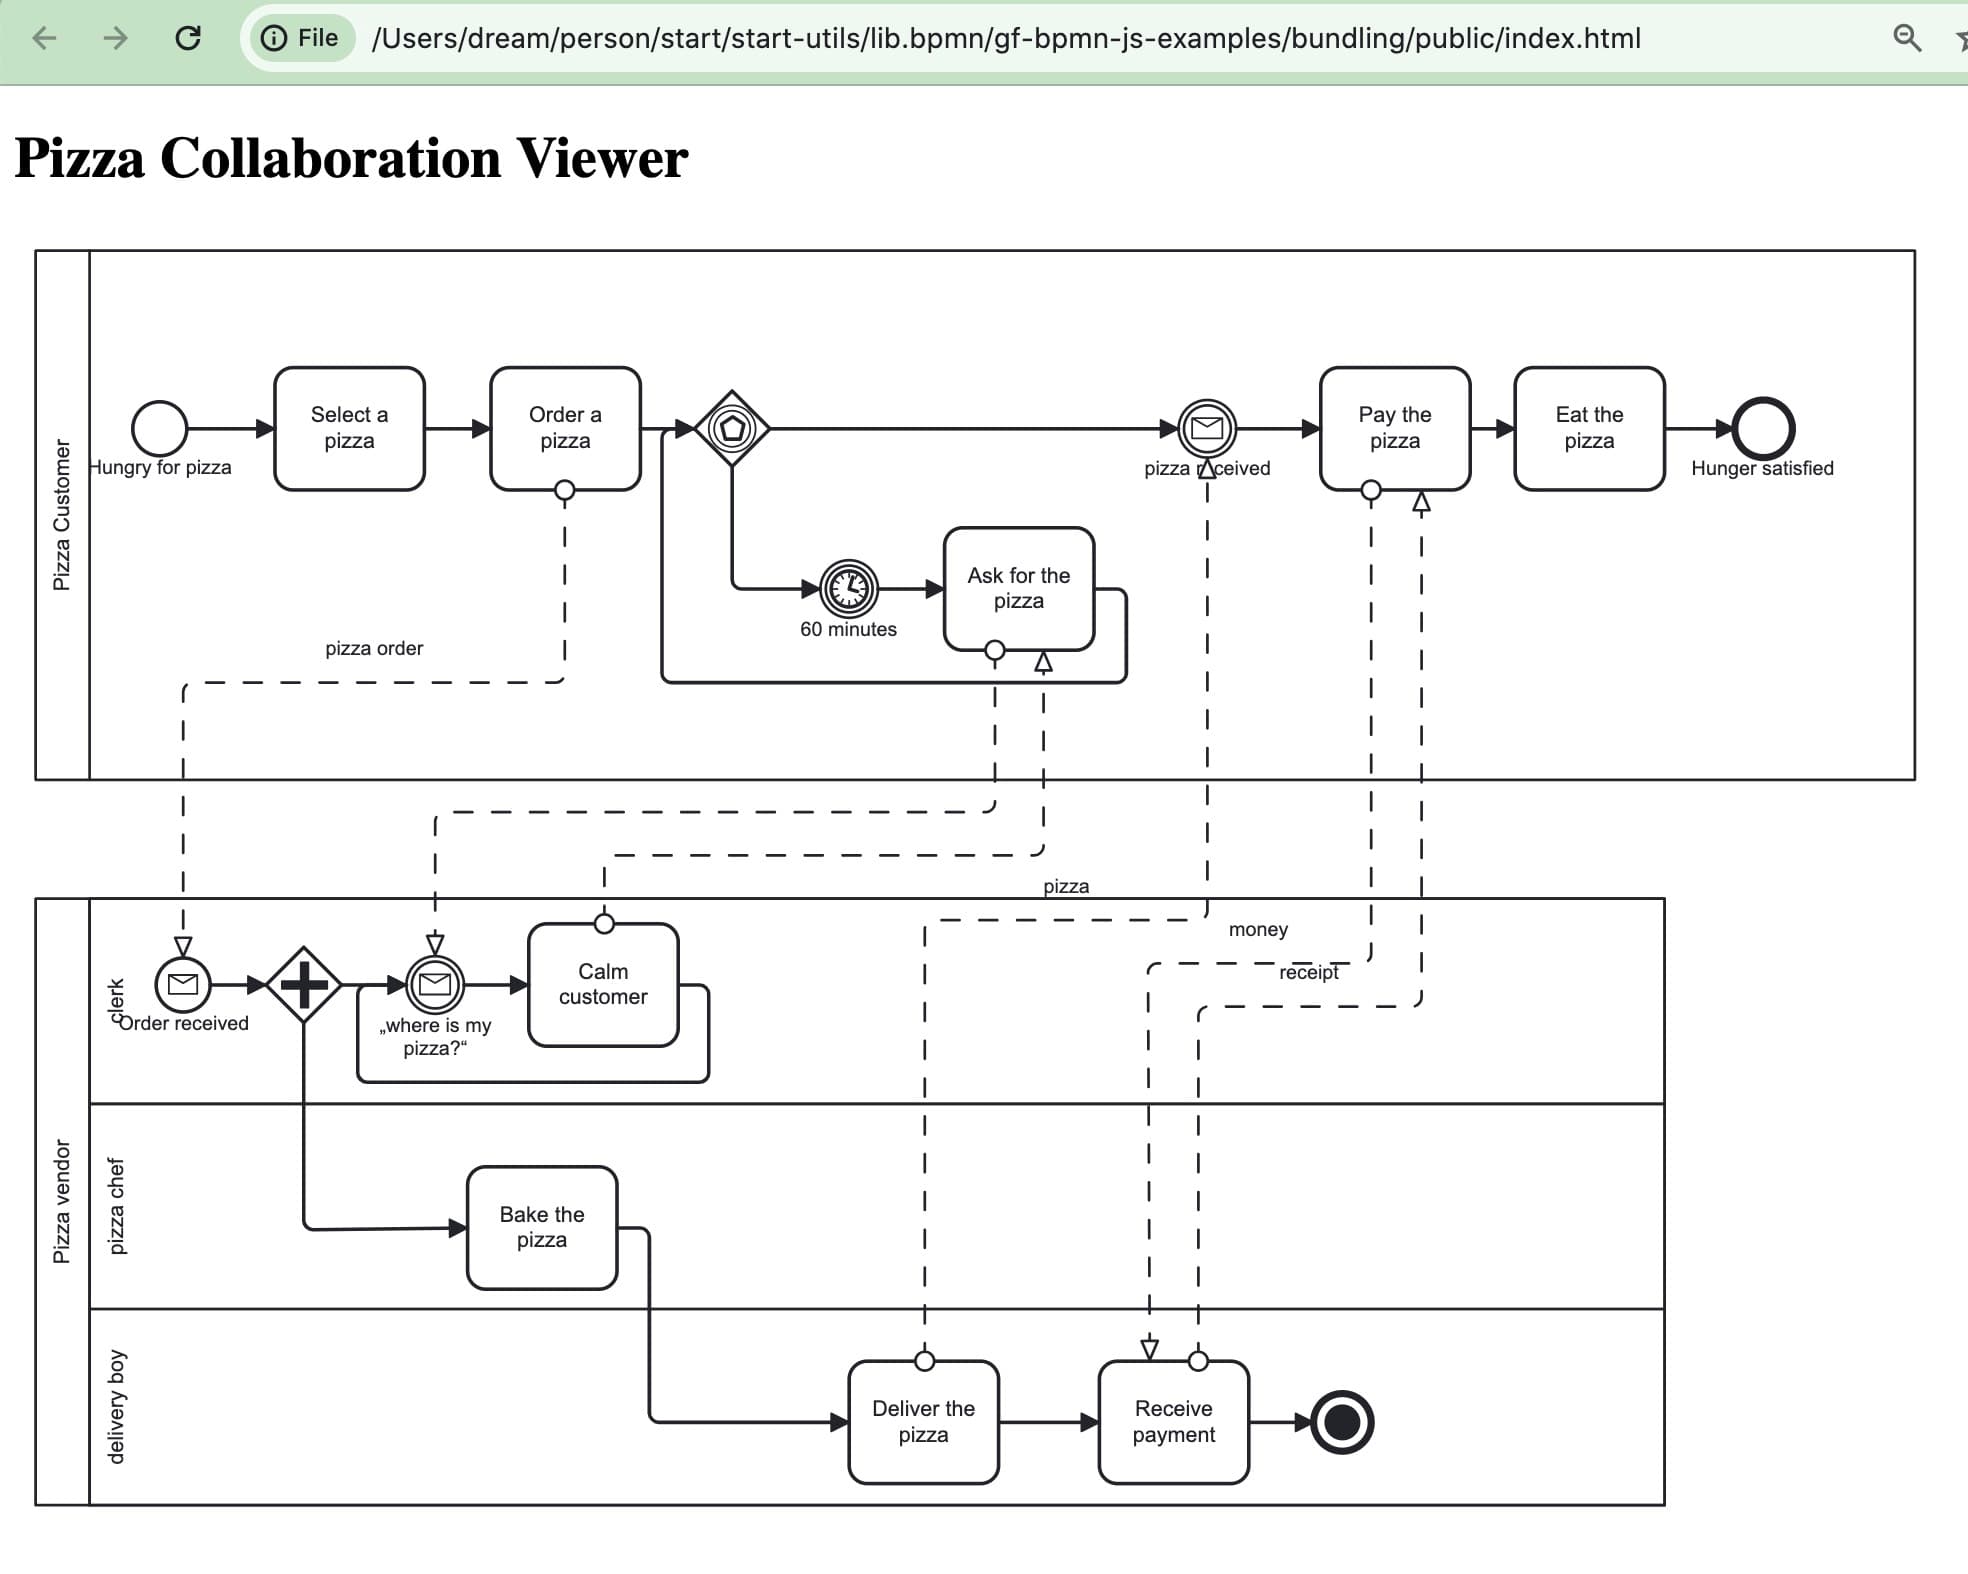 File
/Users/dream/person/start/start-utils/lib.bpmn/gf-bpmn-js-examples/bundling/public/index.html
Pizza Collaboration Viewer
Pizza Customer
Hungry for pizza
Select a
pizza
Order a
pizza
pizza received
Pay the
pizza
Eat the
pizza
Hunger satisfied
60 minutes
Ask for the
pizza
pizza order
pizza
money
receipt
Pizza vendor
clerk
Order received
„where is my
pizza?“
Calm
customer
pizza chef
Bake the
pizza
delivery boy
Deliver the
pizza
Receive
payment